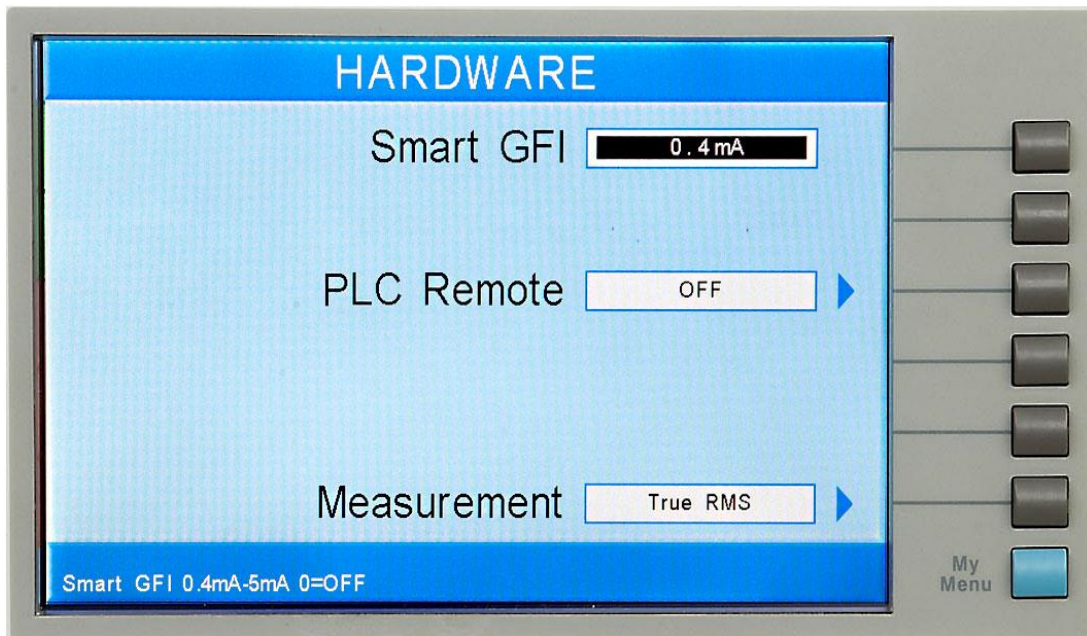 HARDWARE
Smart GFI 0.4mA
PLC Remote OFF
Measurement True RMS
Smart GFI 0.4mA-5mA 0=OFF
My
Menu